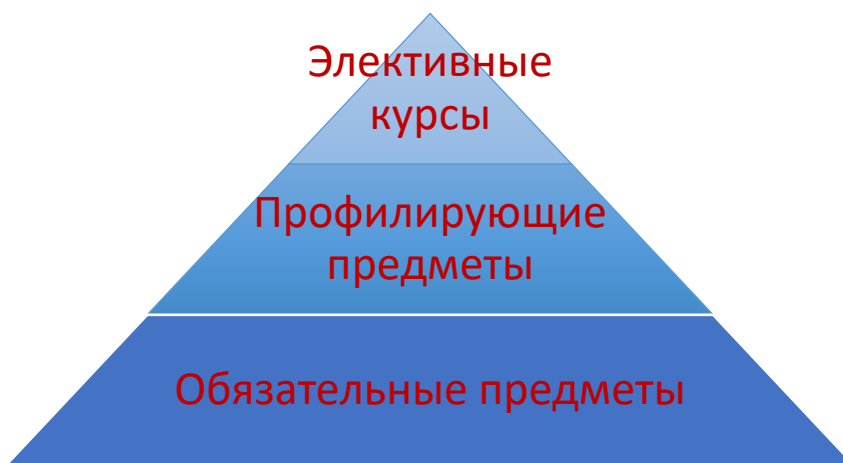 Элективные
курсы
Профилирующие
предметы
Обязательные предметы